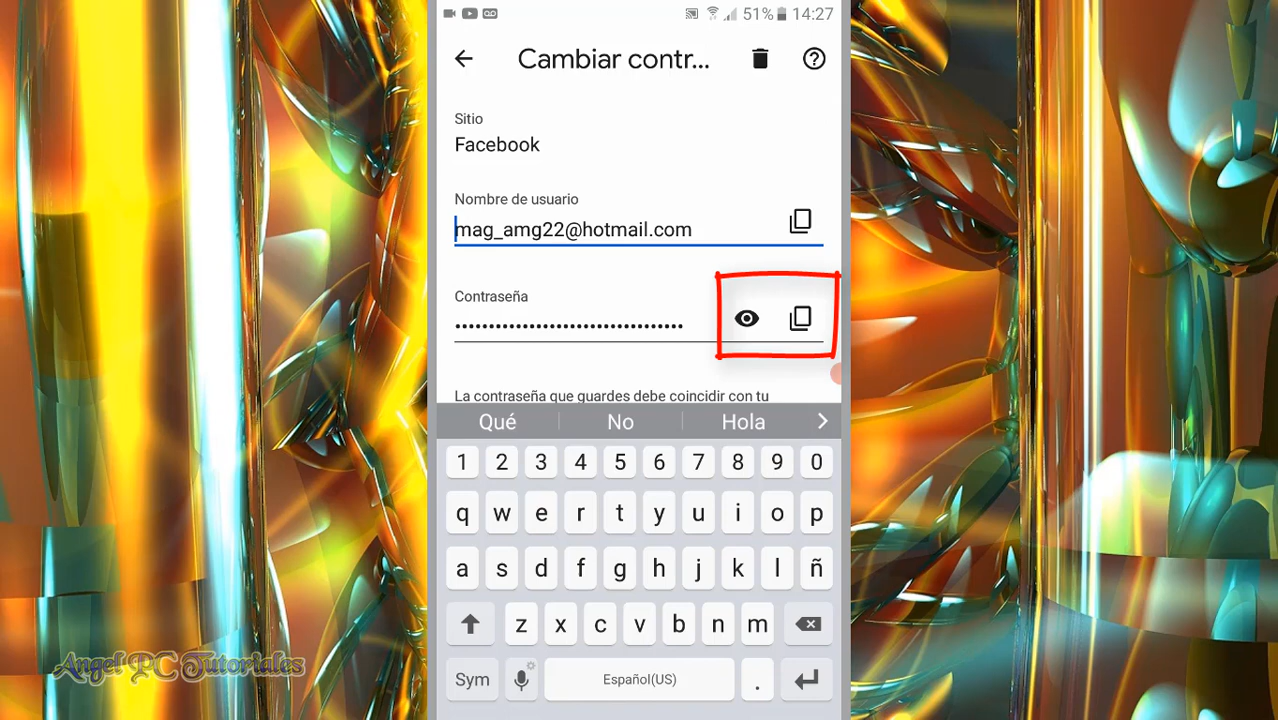 51% 14:27
Cambiar contr...
Sitio
Facebook
Nombre de usuario
mag_amg22@hotmail.com
Contraseña
La contraseña que guardes debe coincidir con tu
Qué No Hola
1 2 3 4 5 6 7 8 9 0
q w e r t y u i o p
a s d f g h j k l ñ
z x c v b n m
Sym Español(US) .
Angel PC Tutoriales